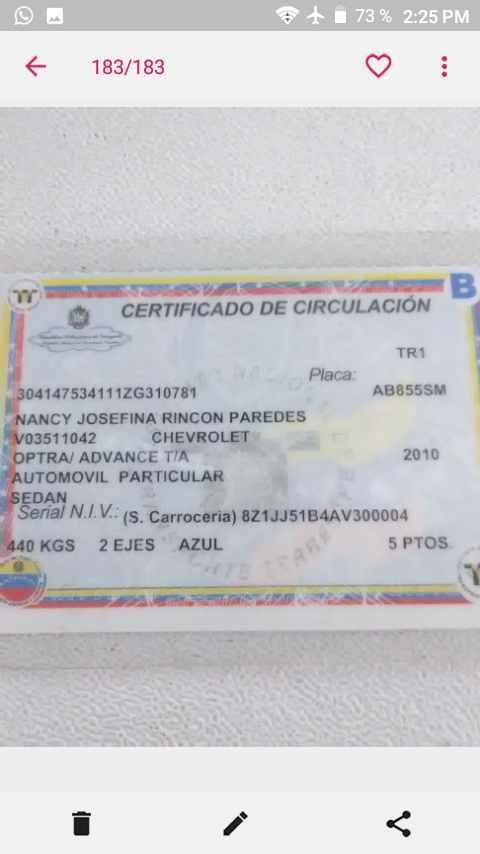 73 % 2:25 PM
183/183
B
CERTIFICADO DE CIRCULACIÓN
TR1
Placa:
304147534111ZG310781 AB855SM
NANCY JOSEFINA RINCON PAREDES
V03511042 CHEVROLET
OPTRA/ ADVANCE T/A 2010
AUTOMOVIL PARTICULAR
SEDAN
Serial N.I.V.: (S. Carroceria) 8Z1JJ51B4AV300004
440 KGS 2 EJES AZUL 5 PTOS